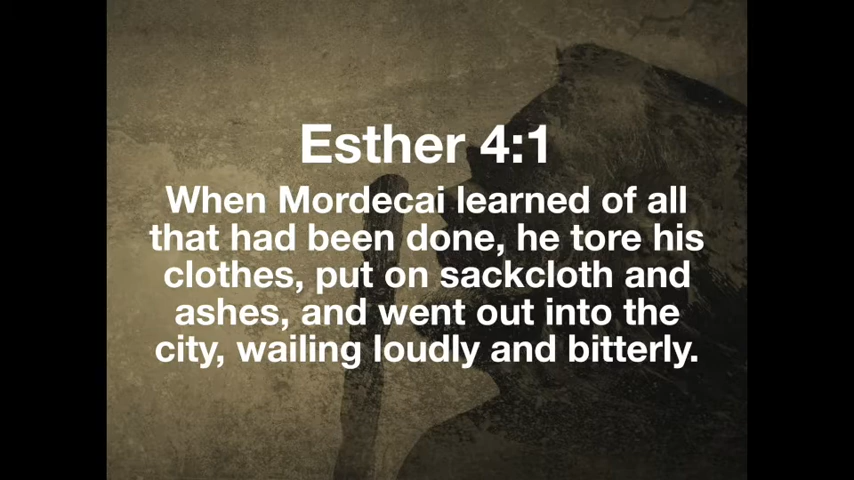 Esther 4:1
When Mordecai learned of all
that had been done, he tore his
clothes, put on sackcloth and
ashes, and went out into the
city, wailing loudly and bitterly.